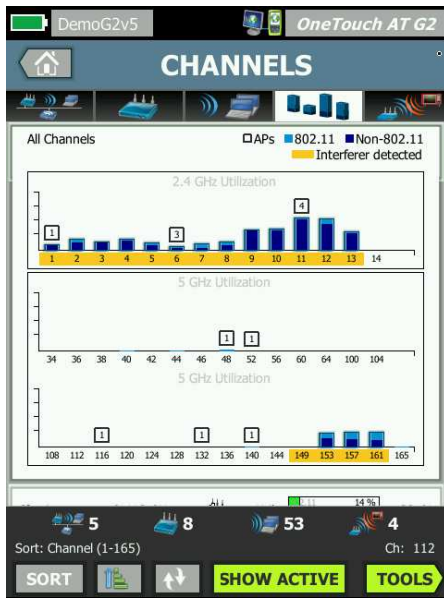 DemoG2v5 OneTouch AT G2
CHANNELS
All Channels APs 802.11 Non-802.11
Interferer detected
2.4 GHz Utilization
4
1 3
1 2 3 4 5 6 7 8 9 10 11 12 13 14
5 GHz Utilization
1 1
34 36 38 40 42 44 46 48 52 56 60 64 100 104
5 GHz Utilization
1 1 1
108 112 116 120 124 128 132 136 140 144 149 153 157 161 165
14 %
5 8 53 4
Sort: Channel (1-165) Ch: 112
SORT SHOW ACTIVE TOOLS